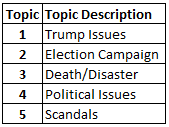 Topic Topic Description
1 Trump Issues
2 Election Campaign
3 Death/Disaster
4 Political Issues
5 Scandals